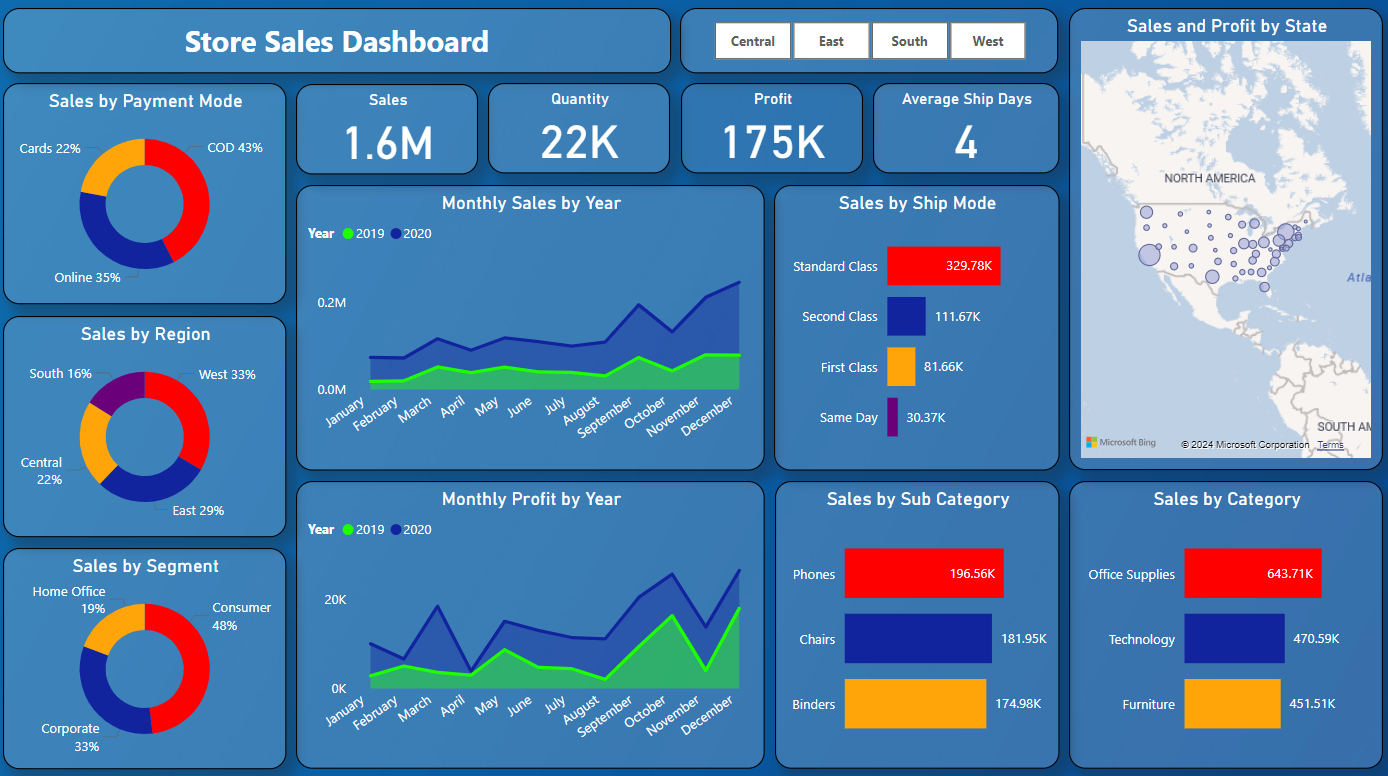 Store Sales Dashboard
Central
East
South
West
Sales and Profit by State
NORTH AMERICA
Atla
SOUTH AM
Microsoft Bing
© 2024 Microsoft Corporation Terms
Sales by Payment Mode
Cards 22%
COD 43%
Online 35%
Sales
1.6M
Quantity
22K
Profit
175K
Average Ship Days
4
Monthly Sales by Year
Year 2019 2020
0.2M
0.0M
January
February
March
April
May
June
July
August
September
October
November
December
Sales by Ship Mode
Standard Class 329.78K
Second Class 111.67K
First Class 81.66K
Same Day 30.37K
Sales by Region
South 16%
West 33%
Central
22%
East 29%
Monthly Profit by Year
Year 2019 2020
20K
0K
January
February
March
April
May
June
July
August
September
October
November
December
Sales by Sub Category
Phones 196.56K
Chairs 181.95K
Binders 174.98K
Sales by Category
Office Supplies 643.71K
Technology 470.59K
Furniture 451.51K
Sales by Segment
Home Office
19%
Consumer
48%
Corporate
33%